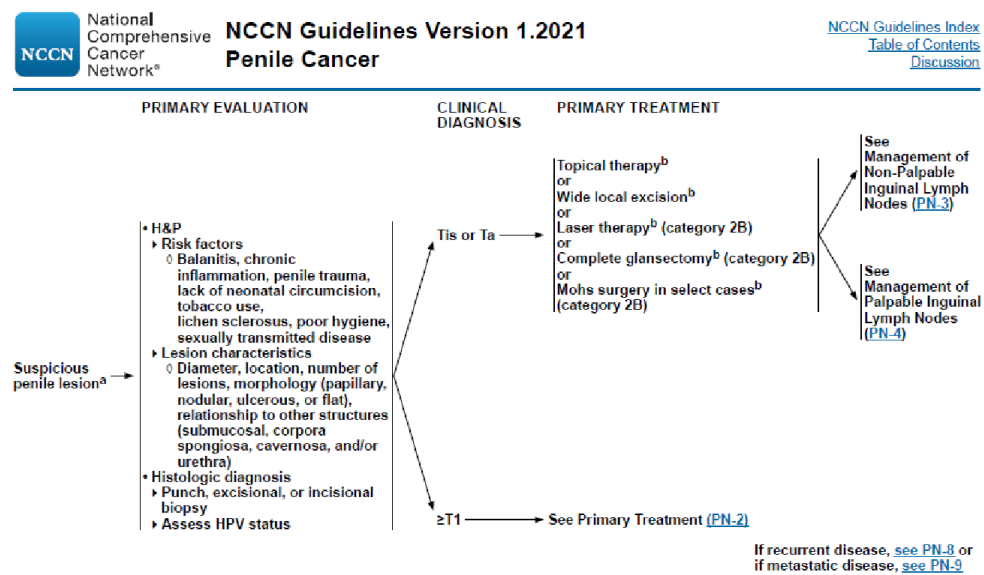 National
Comprehensive
NCCN Cancer
Network®
NCCN Guidelines Version 1.2021
Penile Cancer
NCCN Guidelines Index
Table of Contents
Discussion
PRIMARY EVALUATION
CLINICAL
DIAGNOSIS
PRIMARY TREATMENT
Suspicious
penile lesionᵃ
• H&P
▸ Risk factors
◊ Balanitis, chronic
inflammation, penile trauma,
lack of neonatal circumcision,
tobacco use,
lichen sclerosus, poor hygiene,
sexually transmitted disease
▸ Lesion characteristics
◊ Diameter, location, number of
lesions, morphology (papillary,
nodular, ulcerous, or flat),
relationship to other structures
(submucosal, corpora
spongiosa, cavernosa, and/or
urethra)
• Histologic diagnosis
▸ Punch, excisional, or incisional
biopsy
▸ Assess HPV status
Tis or Ta
Topical therapyᵇ
or
Wide local excisionᵇ
or
Laser therapyᵇ (category 2B)
or
Complete glansectomyᵇ (category 2B)
or
Mohs surgery in select casesᵇ
(category 2B)
See
Management of
Non-Palpable
Inguinal Lymph
Nodes (PN-3)
See
Management of
Palpable Inguinal
Lymph Nodes
(PN-4)
≥T1
See Primary Treatment (PN-2)
If recurrent disease, see PN-8 or
if metastatic disease, see PN-9